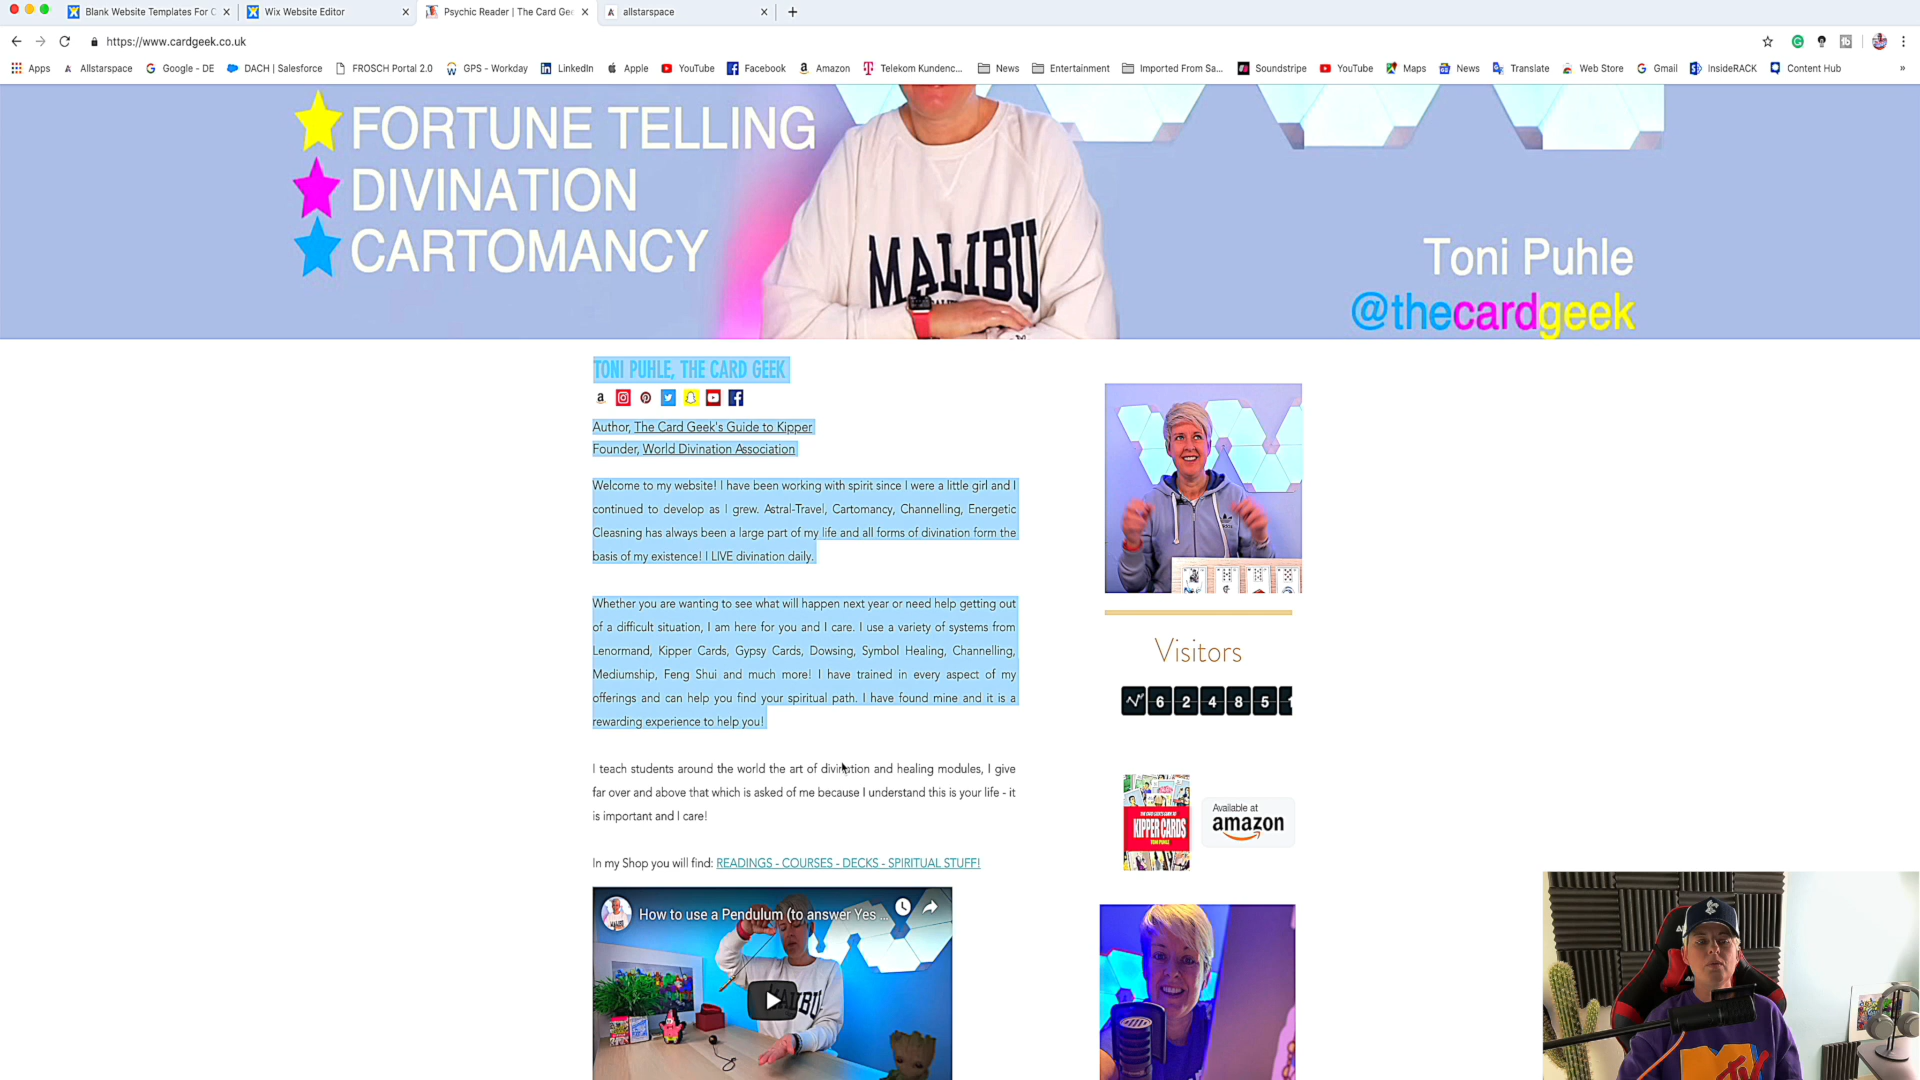 Blank Website Templates For C
Wix Website Editor
Psychic Reader | The Card Gee
allstarspace
https://www.cardgeek.co.uk
Apps
Allstarspace
Google - DE
DACH | Salesforce
FROSCH Portal 2.0
GPS - Workday
LinkedIn
Apple
YouTube
Facebook
Amazon
Telekom Kundenc...
News
Entertainment
Imported From Sa...
Soundstripe
YouTube
Maps
News
Translate
Web Store
Gmail
InsideRACK
Content Hub
»
FORTUNE TELLING
DIVINATION
CARTOMANCY
MALIBU
Toni Puhle
@thecardgeek
TONI PUHLE, THE CARD GEEK
Author, The Card Geek's Guide to Kipper
Founder, World Divination Association
Welcome to my website! I have been working with spirit since I were a little girl and I
continued to develop as I grew. Astral-Travel, Cartomancy, Channelling, Energetic
Cleasning has always been a large part of my life and all forms of divination form the
basis of my existence! I LIVE divination daily.
Whether you are wanting to see what will happen next year or need help getting out
of a difficult situation, I am here for you and I care. I use a variety of systems from
Lenormand, Kipper Cards, Gypsy Cards, Dowsing, Symbol Healing, Channelling,
Mediumship, Feng Shui and much more! I have trained in every aspect of my
offerings and can help you find your spiritual path. I have found mine and it is a
rewarding experience to help you!
I teach students around the world the art of divination and healing modules, I give
far over and above that which is asked of me because I understand this is your life - it
is important and I care!
In my Shop you will find: READINGS - COURSES - DECKS - SPIRITUAL STUFF!
How to use a Pendulum (to answer Yes ...
MALIBU
adidas
Visitors
6 2 4 8 5 1
KIPPER CARDS
TONI PUHLE
Available at
amazon